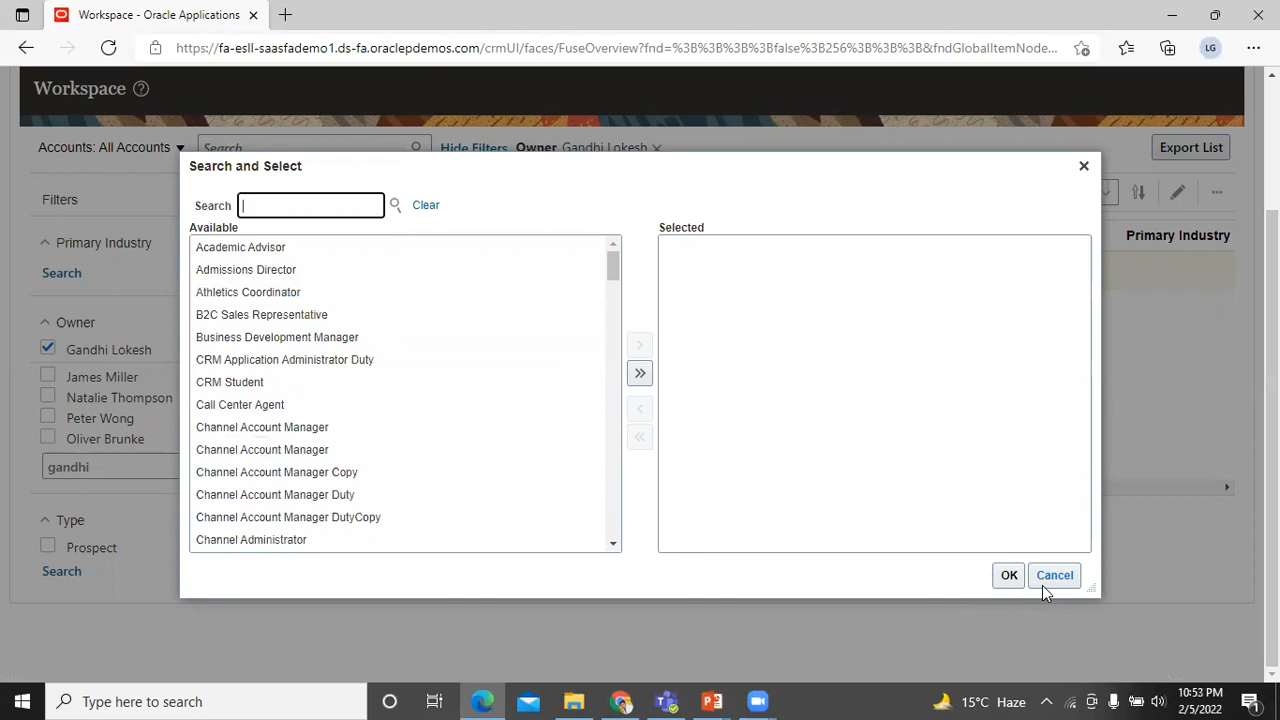 Workspace - Oracle Applications
https://fa-esll-saasfademo1.ds-fa.oraclepdemos.com/crmUI/faces/FuseOverview?fnd=%3B%3B%3B%3Bfalse%3B256%3B%3B%3B&fndGlobalItemNode...
LG
Workspace
Accounts: All Accounts
Search
Hide Filters Owner Gandhi Lokesh
Export List
Search and Select
Search
Clear
Available
Selected
Academic Advisor
Admissions Director
Athletics Coordinator
B2C Sales Representative
Business Development Manager
CRM Application Administrator Duty
CRM Student
Call Center Agent
Channel Account Manager
Channel Account Manager
Channel Account Manager Copy
Channel Account Manager Duty
Channel Account Manager DutyCopy
Channel Administrator
OK
Cancel
Filters
Primary Industry
Search
Owner
Gandhi Lokesh
James Miller
Natalie Thompson
Peter Wong
Oliver Brunke
gandhi
Type
Prospect
Search
Primary Industry
Type here to search
15°C Haze
10:53 PM
2/5/2022
1